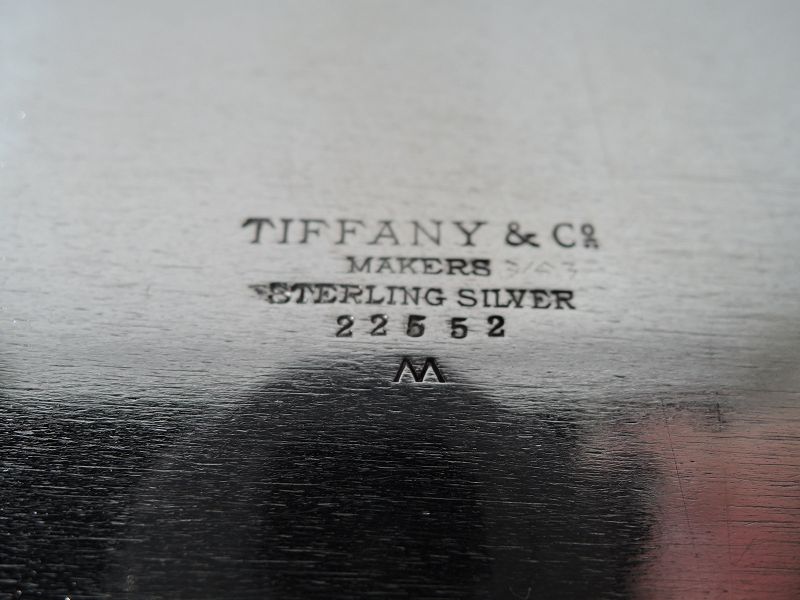 TIFFANY & Co
MAKERS
STERLING SILVER
22552
M